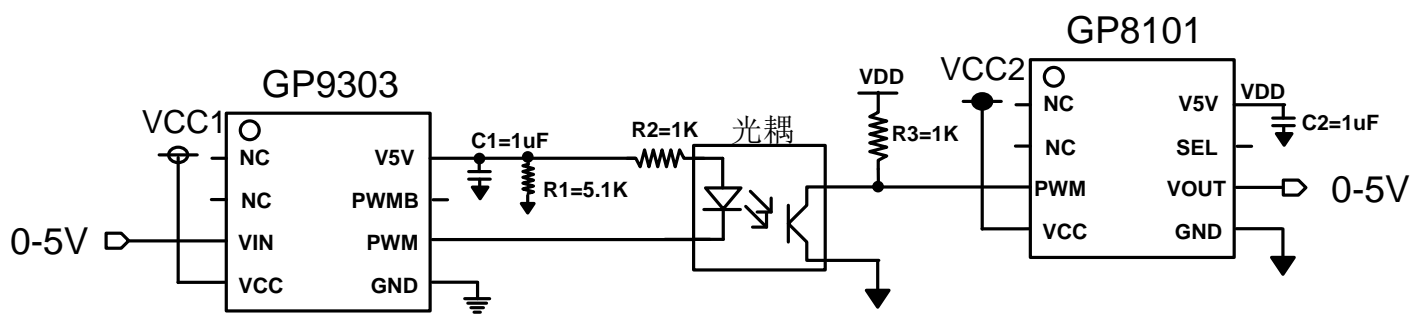 GP9303
VCC1
NC
NC
VIN
VCC
V5V
PWMB
PWM
GND
0-5V
C1=1uF
R1=5.1K
R2=1K
光耦
VDD
R3=1K
GP8101
VCC2
NC
NC
PWM
VCC
V5V
SEL
VOUT
GND
VDD
C2=1uF
0-5V